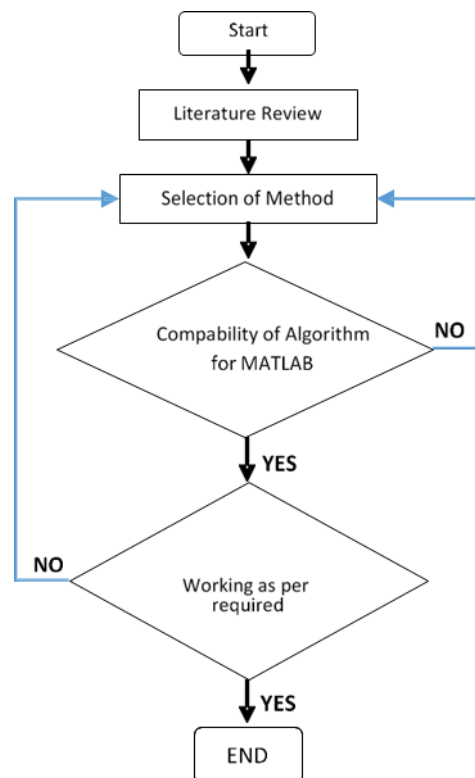 Start
Literature Review
Selection of Method
Compability of Algorithm
for MATLAB
NO
YES
NO
Working as per
required
YES
END